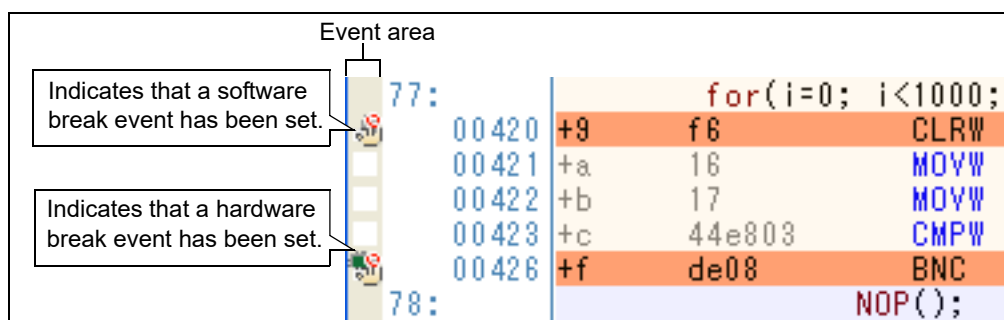 Event area
Indicates that a software
break event has been set.
Indicates that a hardware
break event has been set.
77: for(i=0; i<1000;
00420 +9 f6 CLRW
00421 +a 16 MOVW
00422 +b 17 MOVW
00423 +c 44e803 CMPW
00426 +f de08 BNC
78: NOP();